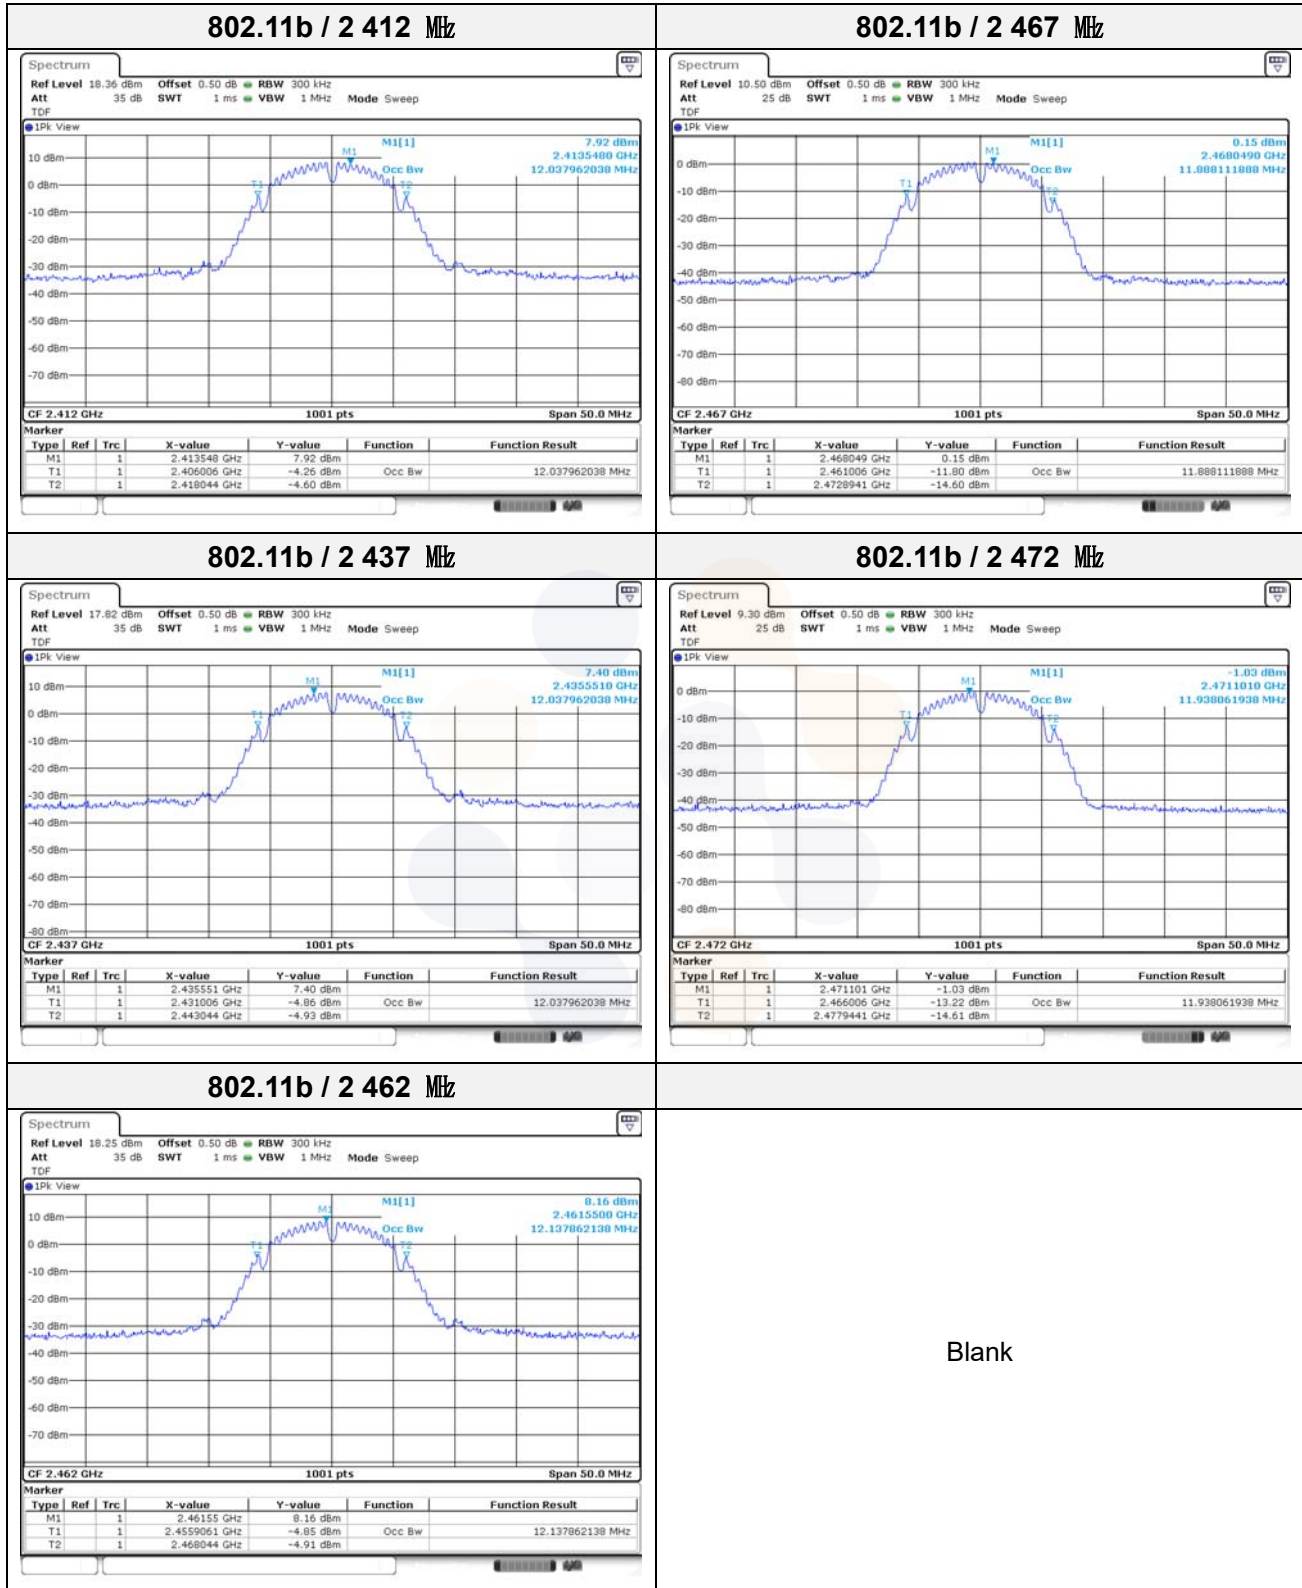 802.11b / 2 412 ㎒
Spectrum
Ref Level 18.36 dBm Offset 0.50 dB RBW 300 kHz
Att 35 dB SWT 1 ms VBW 1 MHz Mode Sweep
TDF
1Pk View
M1[1] 7.92 dBm
2.4135480 GHz
Occ Bw 12.037962038 MHz
M1
T1
T2
10 dBm
0 dBm
-10 dBm
-20 dBm
-30 dBm
-40 dBm
-50 dBm
-60 dBm
-70 dBm
CF 2.412 GHz 1001 pts Span 50.0 MHz
Marker
Type Ref Trc X-value Y-value Function Function Result
M1 1 2.413548 GHz 7.92 dBm
T1 1 2.406006 GHz -4.26 dBm Occ Bw 12.037962038 MHz
T2 1 2.418044 GHz -4.60 dBm
802.11b / 2 467 ㎒
Spectrum
Ref Level 10.50 dBm Offset 0.50 dB RBW 300 kHz
Att 25 dB SWT 1 ms VBW 1 MHz Mode Sweep
TDF
1Pk View
M1[1] 0.15 dBm
2.4680490 GHz
Occ Bw 11.888111888 MHz
M1
T1
T2
0 dBm
-10 dBm
-20 dBm
-30 dBm
-40 dBm
-50 dBm
-60 dBm
-70 dBm
-80 dBm
CF 2.467 GHz 1001 pts Span 50.0 MHz
Marker
Type Ref Trc X-value Y-value Function Function Result
M1 1 2.468049 GHz 0.15 dBm
T1 1 2.461006 GHz -11.80 dBm Occ Bw 11.888111888 MHz
T2 1 2.4728941 GHz -14.60 dBm
802.11b / 2 437 ㎒
Spectrum
Ref Level 17.82 dBm Offset 0.50 dB RBW 300 kHz
Att 35 dB SWT 1 ms VBW 1 MHz Mode Sweep
TDF
1Pk View
M1[1] 7.40 dBm
2.4355510 GHz
Occ Bw 12.037962038 MHz
M1
T1
T2
10 dBm
0 dBm
-10 dBm
-20 dBm
-30 dBm
-40 dBm
-50 dBm
-60 dBm
-70 dBm
-80 dBm
CF 2.437 GHz 1001 pts Span 50.0 MHz
Marker
Type Ref Trc X-value Y-value Function Function Result
M1 1 2.435551 GHz 7.40 dBm
T1 1 2.431006 GHz -4.86 dBm Occ Bw 12.037962038 MHz
T2 1 2.443044 GHz -4.93 dBm
802.11b / 2 472 ㎒
Spectrum
Ref Level 9.30 dBm Offset 0.50 dB RBW 300 kHz
Att 25 dB SWT 1 ms VBW 1 MHz Mode Sweep
TDF
1Pk View
M1[1] -1.03 dBm
2.4711010 GHz
Occ Bw 11.938061938 MHz
M1
T1
T2
0 dBm
-10 dBm
-20 dBm
-30 dBm
-40 dBm
-50 dBm
-60 dBm
-70 dBm
-80 dBm
CF 2.472 GHz 1001 pts Span 50.0 MHz
Marker
Type Ref Trc X-value Y-value Function Function Result
M1 1 2.471101 GHz -1.03 dBm
T1 1 2.466006 GHz -13.22 dBm Occ Bw 11.938061938 MHz
T2 1 2.4779441 GHz -14.61 dBm
802.11b / 2 462 ㎒
Spectrum
Ref Level 18.25 dBm Offset 0.50 dB RBW 300 kHz
Att 35 dB SWT 1 ms VBW 1 MHz Mode Sweep
TDF
1Pk View
M1[1] 8.16 dBm
2.4615500 GHz
Occ Bw 12.137862138 MHz
M1
T1
T2
10 dBm
0 dBm
-10 dBm
-20 dBm
-30 dBm
-40 dBm
-50 dBm
-60 dBm
-70 dBm
CF 2.462 GHz 1001 pts Span 50.0 MHz
Marker
Type Ref Trc X-value Y-value Function Function Result
M1 1 2.46155 GHz 8.16 dBm
T1 1 2.4559061 GHz -4.85 dBm Occ Bw 12.137862138 MHz
T2 1 2.468044 GHz -4.91 dBm
Blank